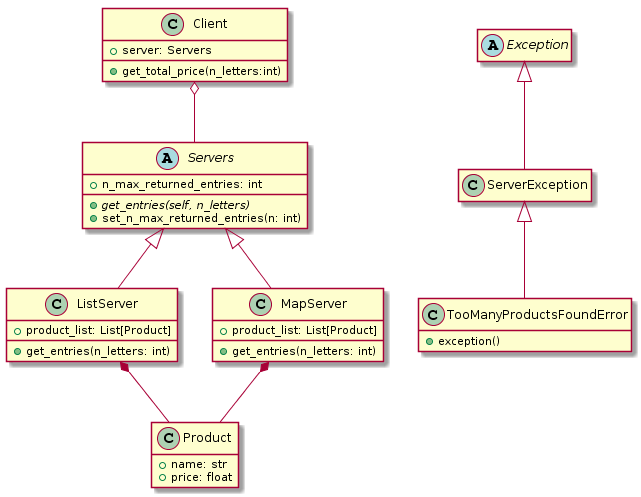 C Client
server: Servers
get_total_price(n_letters:int)
A Servers
n_max_returned_entries: int
get_entries(self, n_letters)
set_n_max_returned_entries(n: int)
C ListServer
product_list: List[Product]
get_entries(n_letters: int)
C MapServer
product_list: List[Product]
get_entries(n_letters: int)
C Product
name: str
price: float
A Exception
C ServerException
C TooManyProductsFoundError
exception()